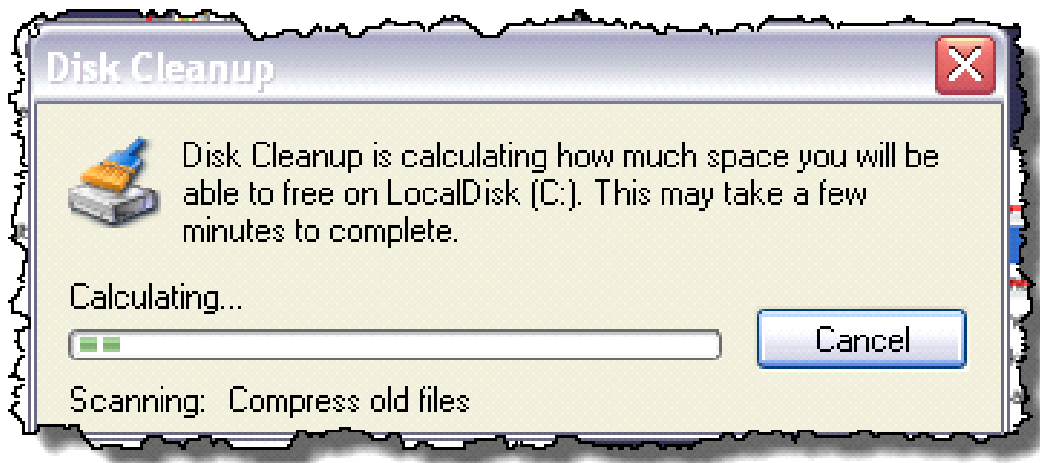 Disk Cleanup
Disk Cleanup is calculating how much space you will be
able to free on LocalDisk (C:). This may take a few
minutes to complete.
Calculating...
Cancel
Scanning: Compress old files